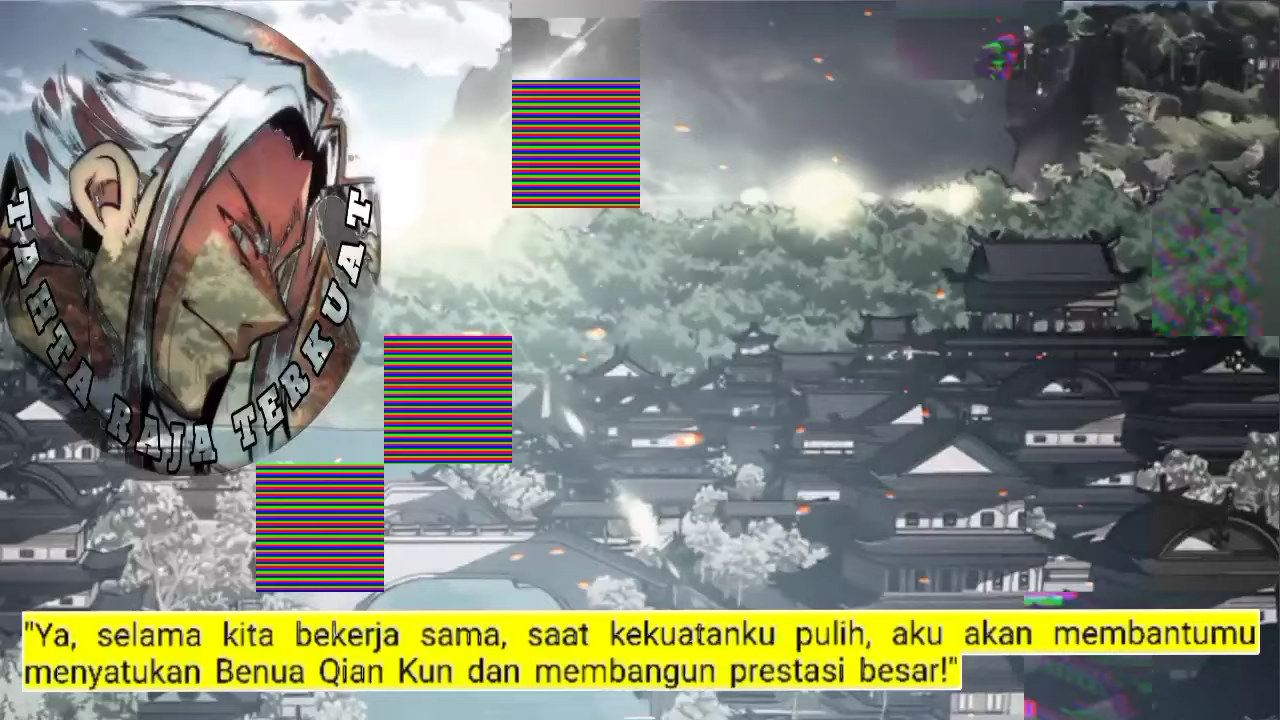 TAHTA RAJA TERKUAT
"Ya, selama kita bekerja sama, saat kekuatanku pulih, aku akan membantumu
menyatukan Benua Qian Kun dan membangun prestasi besar!"